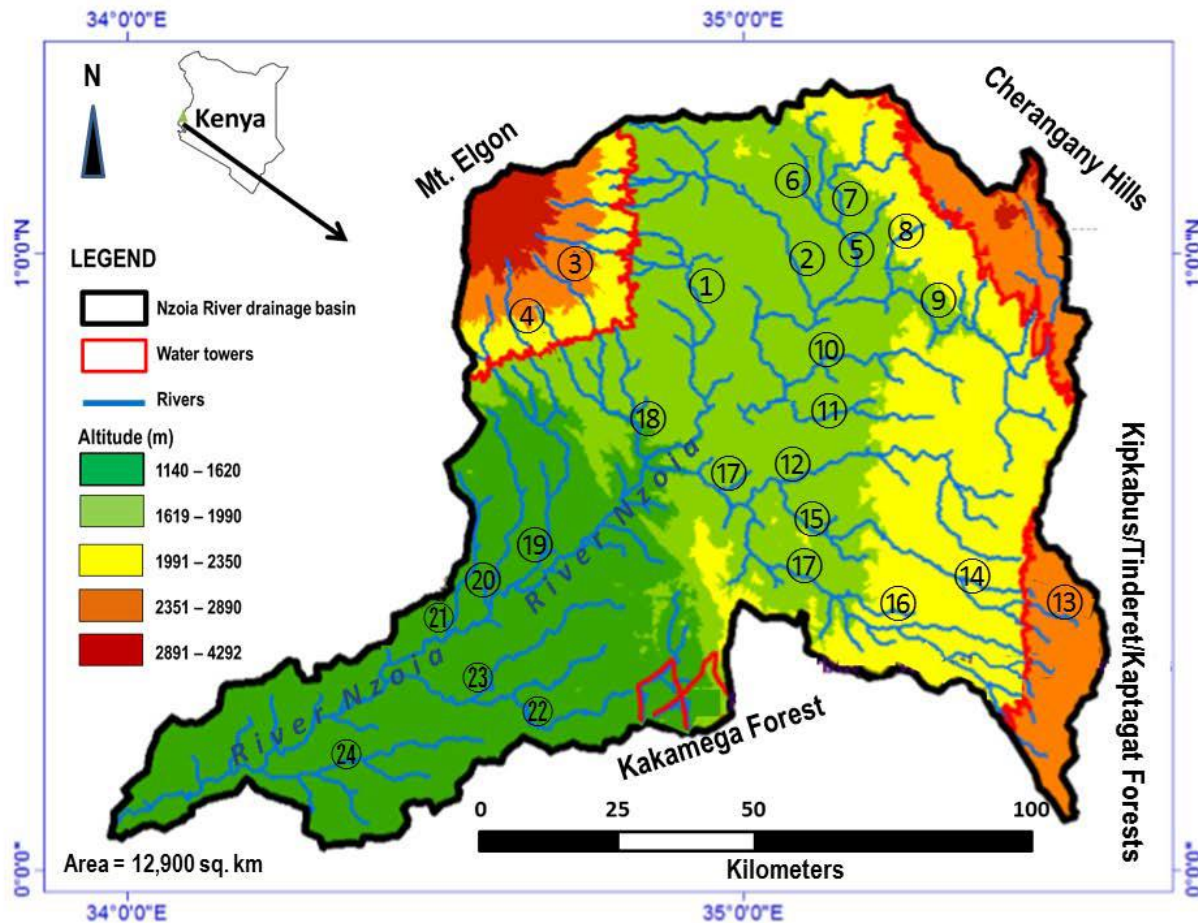 34°0'0"E
35°0'0"E
N
Kenya
Mt. Elgon
Cherangany Hills
1°0'0"N
1°0'0"N
LEGEND
Nzoia River drainage basin
Water towers
Rivers
Altitude (m)
1140 – 1620
1619 – 1990
1991 – 2350
2351 – 2890
2891 – 4292
6
7
8
3
2
5
1
9
4
10
11
18
12
17
15
19
17
14
20
16
13
21
23
22
24
River Nzoia
River Nzoia
Kipkabus/Tinderet/Kaptagat Forests
Kakamega Forest
0
25
50
100
Kilometers
Area = 12,900 sq. km
0°0'0"
0°0'0"
34°0'0"E
35°0'0"E